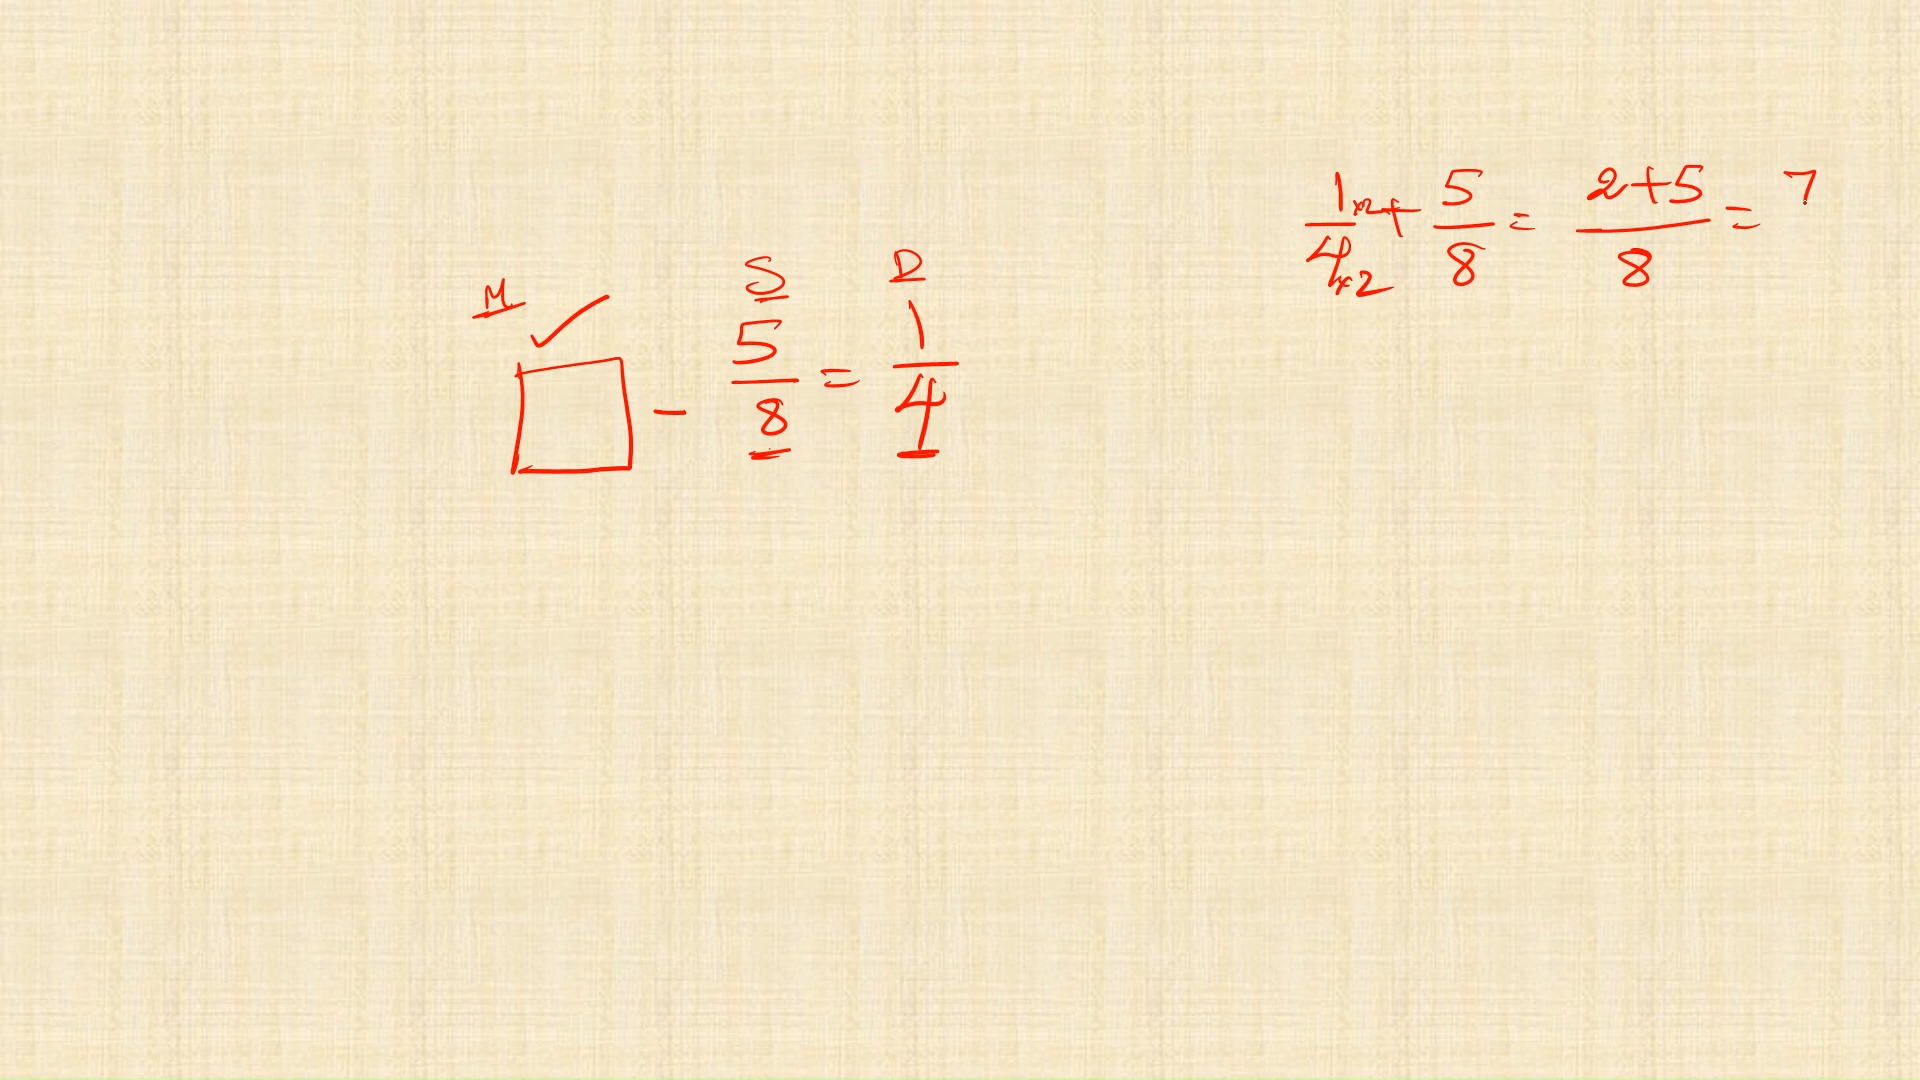 1×2/4×2 + 5/8 = 2+5/8 = 7
M S D
□ - 5/8 = 1/4